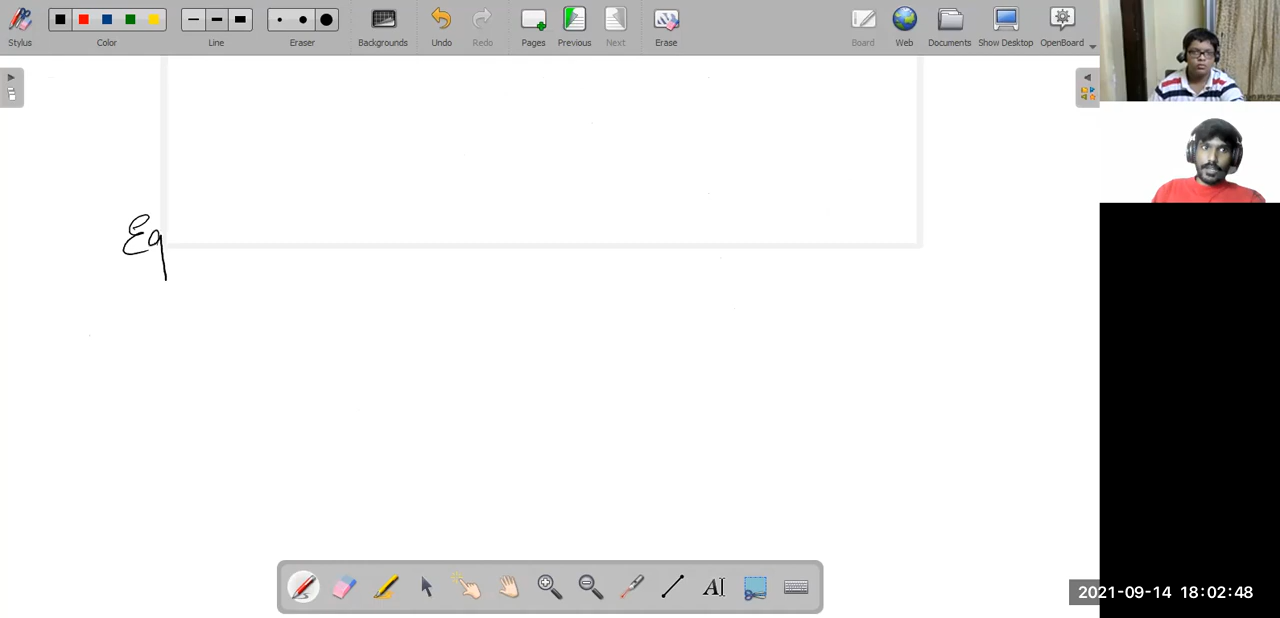 Stylus Color Line Eraser Backgrounds Undo Redo Pages Previous Next Erase Board Web Documents Show Desktop OpenBoard
Eq
2021-09-14 18:02:48